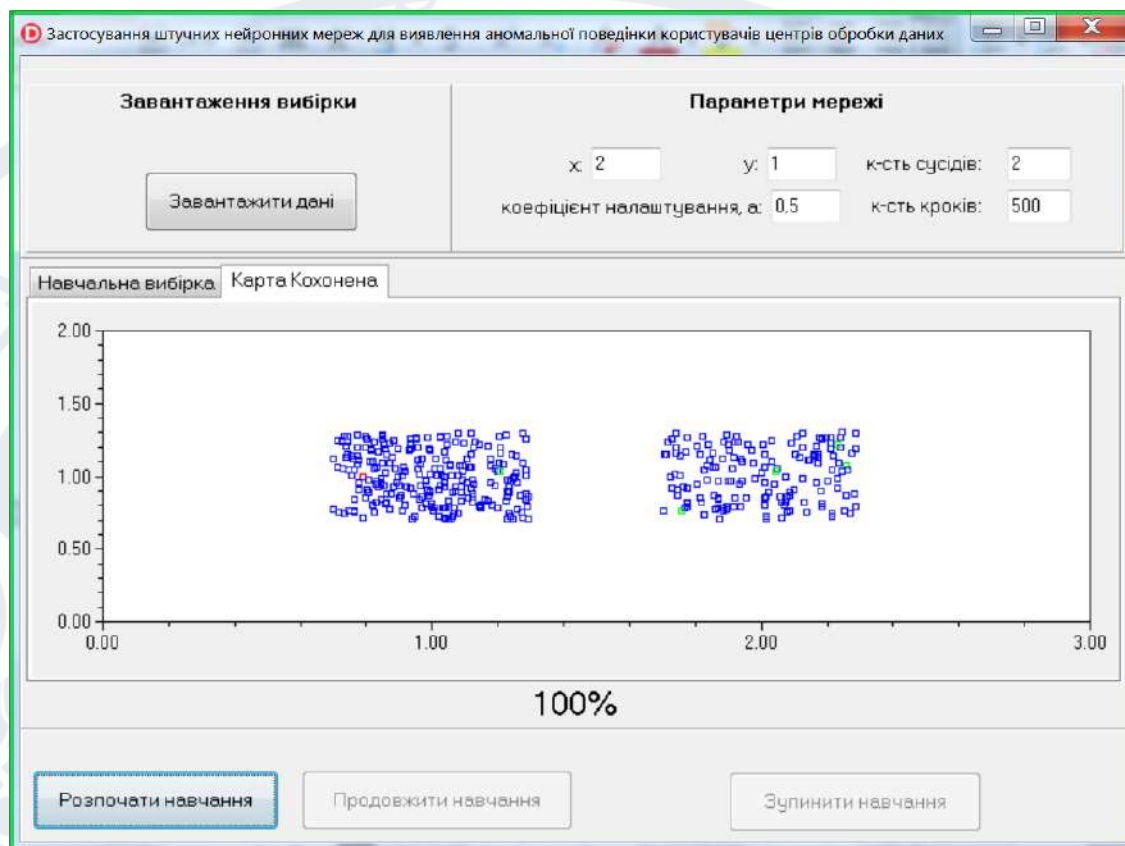 Застосування штучних нейронних мереж для виявлення аномальної поведінки користувачів центрів обробки даних
Завантаження вибірки
Параметри мережі
x: 2 y: 1 к-сть сусідів: 2
Завантажити дані
коефіцієнт налаштування, а: 0,5 к-сть кроків: 500
Навчальна вибірка Карта Кохонена
2.00
1.50
1.00
0.50
0.00
0.00 1.00 2.00 3.00
100%
Розпочати навчання Продовжити навчання Зупинити навчання